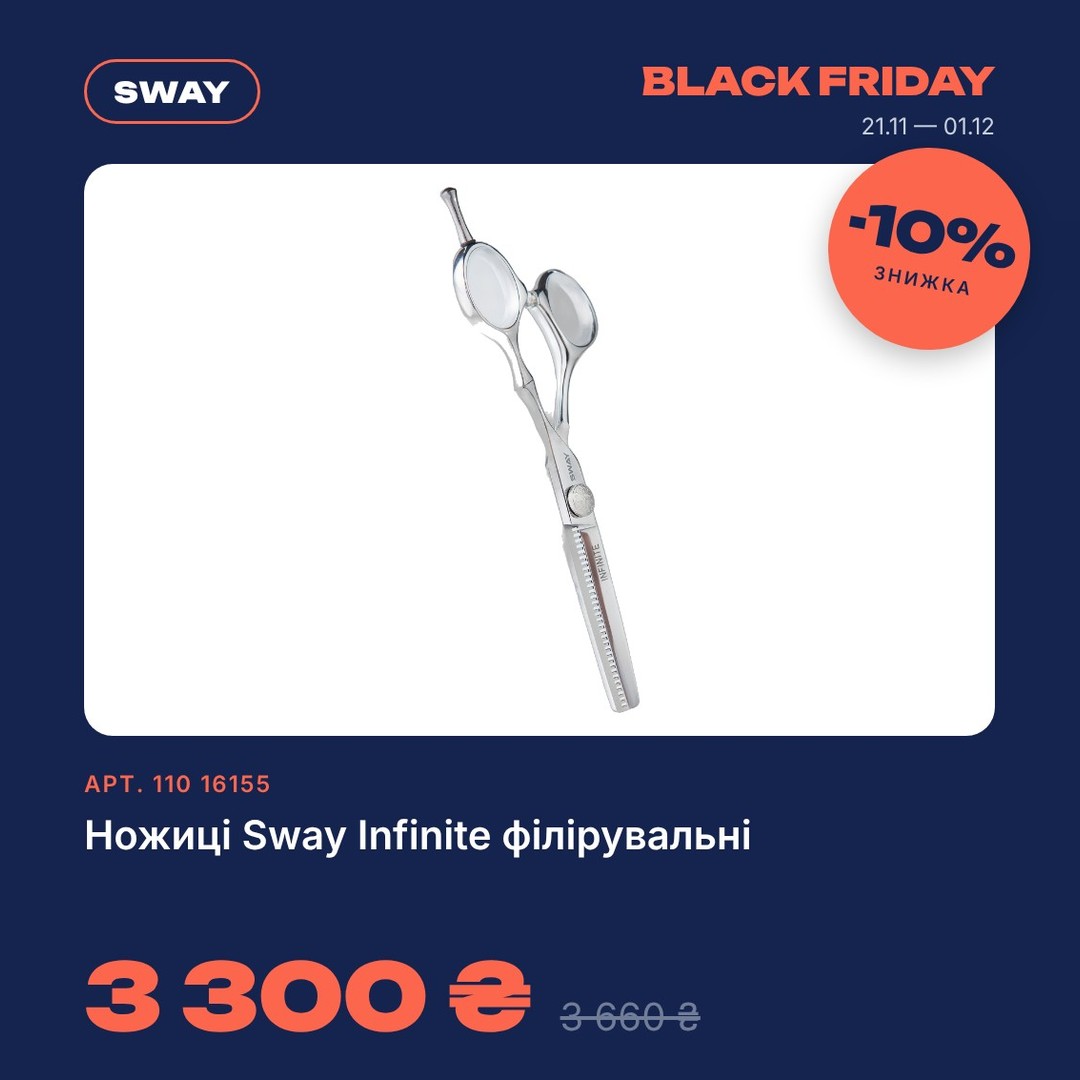 SWAY
BLACK FRIDAY
21.11 — 01.12
-10%
ЗНИЖКА
SWAY
INFINITE
АРТ. 110 16155
Ножиці Sway Infinite філірувальні
3 300 ₴
3 660 ₴